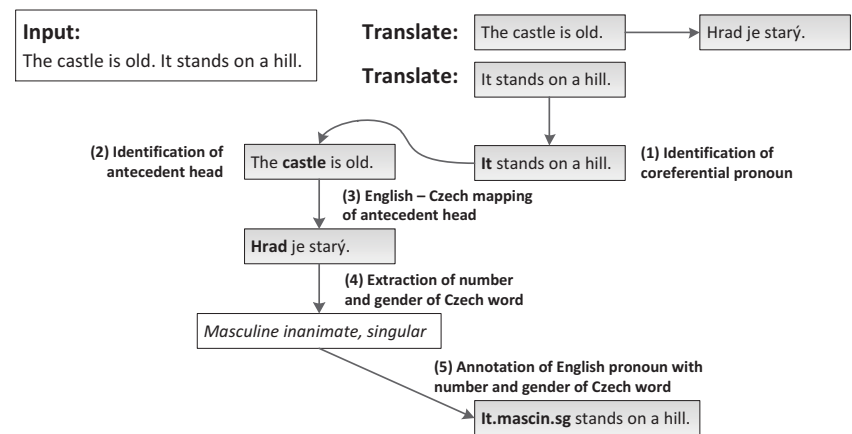 Input:
The castle is old. It stands on a hill.
Translate:
The castle is old.
Hrad je starý.
Translate:
It stands on a hill.
(2) Identification of
antecedent head
The castle is old.
It stands on a hill.
(1) Identification of
coreferential pronoun
(3) English – Czech mapping
of antecedent head
Hrad je starý.
(4) Extraction of number
and gender of Czech word
Masculine inanimate, singular
(5) Annotation of English pronoun with
number and gender of Czech word
It.mascin.sg stands on a hill.